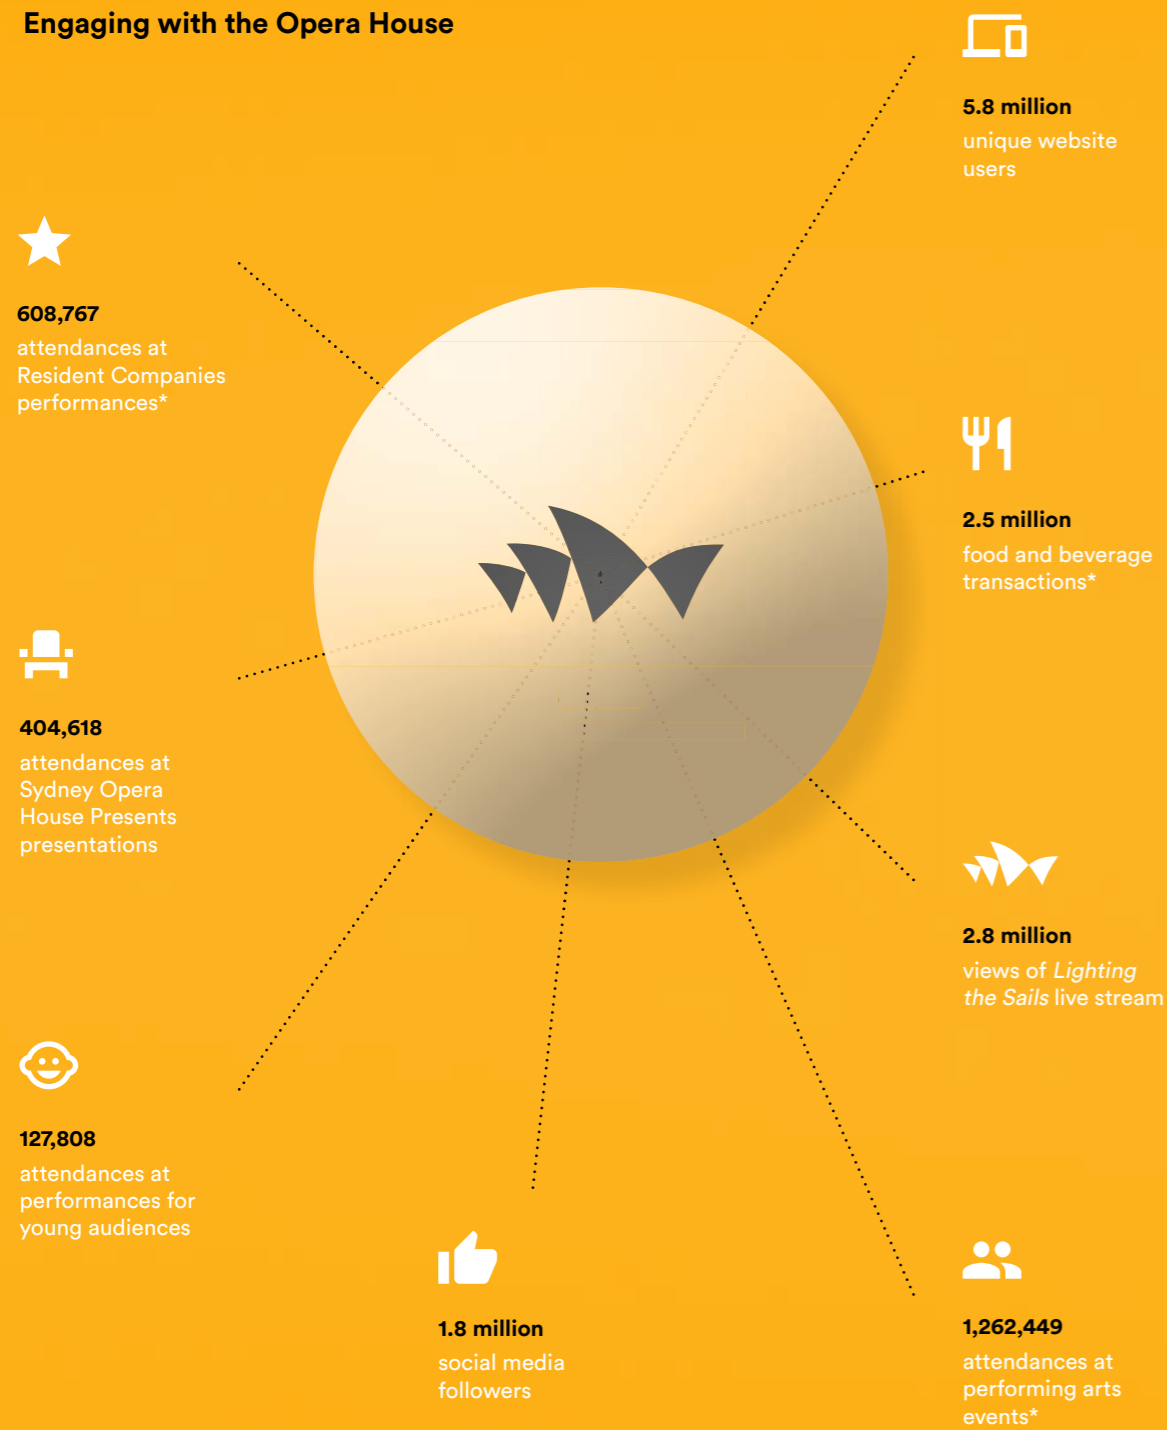 Engaging with the Opera House
5.8 million
unique website
users
608,767
attendances at
Resident Companies
performances*
2.5 million
food and beverage
transactions*
404,618
attendances at
Sydney Opera
House Presents
presentations
2.8 million
views of Lighting
the Sails live stream
127,808
attendances at
performances for
young audiences
1.8 million
social media
followers
1,262,449
attendances at
performing arts
events*